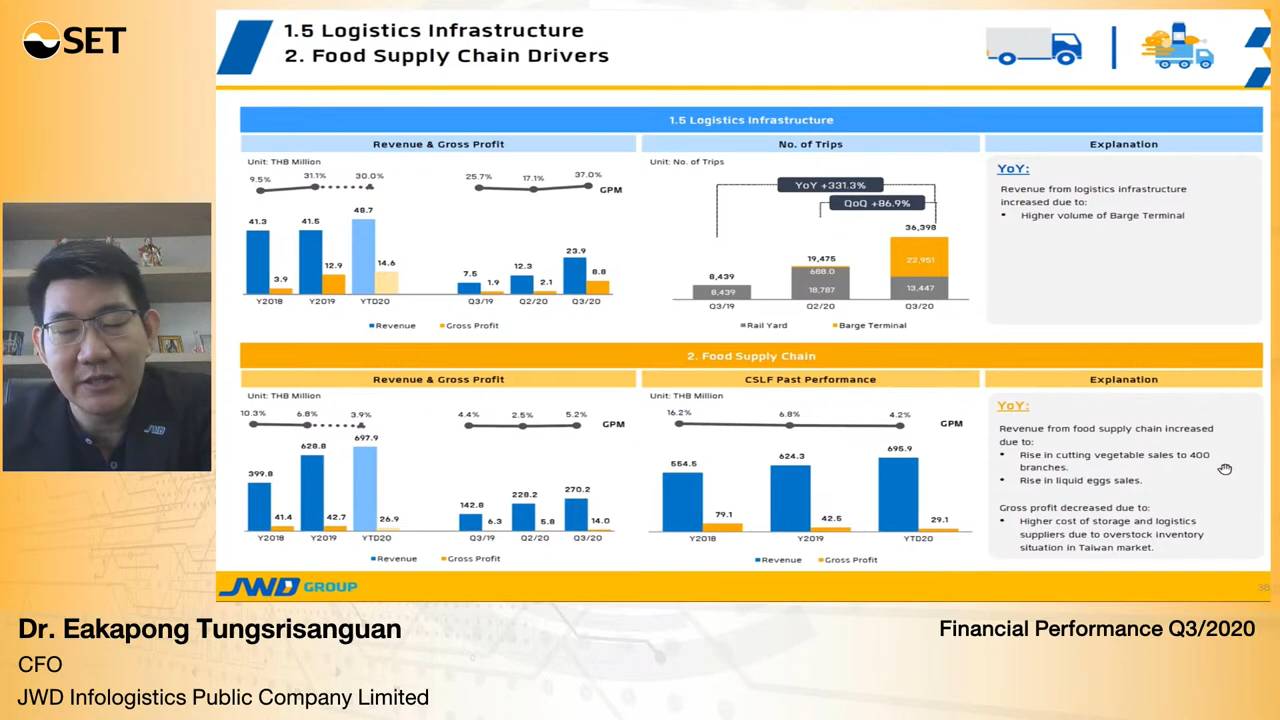 SET
1.5 Logistics Infrastructure
2. Food Supply Chain Drivers
1.5 Logistics Infrastructure
Revenue & Gross Profit
No. of Trips
Explanation
Unit: THB Million
9.5%
31.1%
30.0%
25.7%
17.1%
37.0%
GPM
41.3
3.9
41.5
12.9
48.7
14.6
7.5
1.9
12.3
2.1
23.9
8.8
Y2018
Y2019
YTD20
Q3/19
Q2/20
Q3/20
Revenue
Gross Profit
Unit: No. of Trips
YoY +331.3%
QoQ +86.9%
8,439
8,439
19,475
688.0
18,787
36,398
22,951
13,447
Q3/19
Q2/20
Q3/20
Rail Yard
Barge Terminal
YoY:
Revenue from logistics infrastructure
increased due to:
• Higher volume of Barge Terminal
2. Food Supply Chain
Revenue & Gross Profit
CSLF Past Performance
Explanation
Unit: THB Million
10.3%
6.8%
3.9%
4.4%
2.5%
5.2%
GPM
399.8
41.4
628.8
42.7
697.9
26.9
142.8
6.3
228.2
5.8
270.2
14.0
Y2018
Y2019
YTD20
Q3/19
Q2/20
Q3/20
Revenue
Gross Profit
Unit: THB Million
16.2%
6.8%
4.2%
GPM
554.5
79.1
624.3
42.5
695.9
29.1
Y2018
Y2019
YTD20
Revenue
Gross Profit
YoY:
Revenue from food supply chain increased
due to:
• Rise in cutting vegetable sales to 400
branches.
• Rise in liquid eggs sales.
Gross profit decreased due to:
• Higher cost of storage and logistics
suppliers due to overstock inventory
situation in Taiwan market.
JWD
JWD GROUP
38
Dr. Eakapong Tungsrisanguan
CFO
JWD Infologistics Public Company Limited
Financial Performance Q3/2020